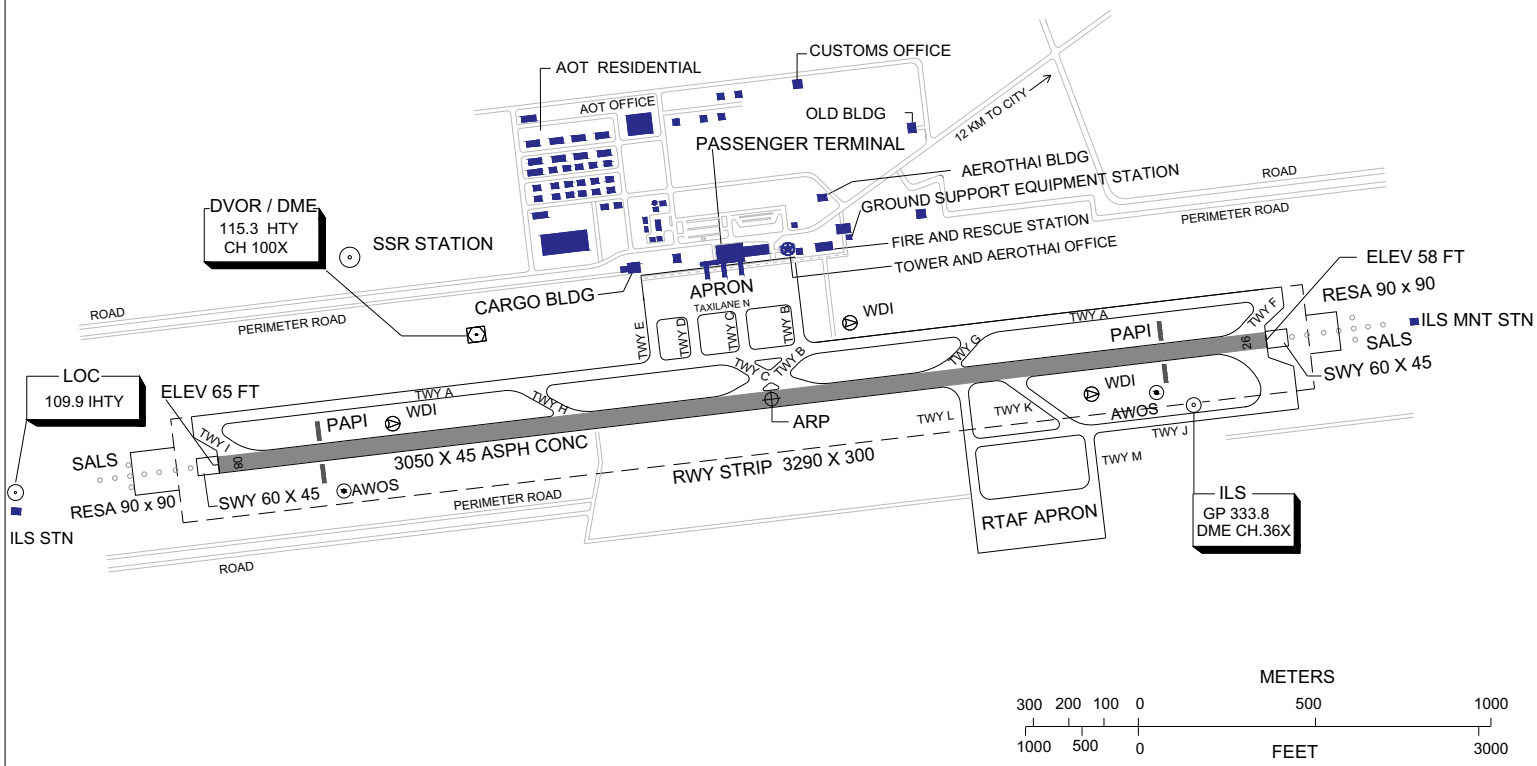 CUSTOMS OFFICE
AOT RESIDENTIAL
AOT OFFICE
OLD BLDG
12 KM TO CITY
PASSENGER TERMINAL
AEROTHAI BLDG
GROUND SUPPORT EQUIPMENT STATION
ROAD
PERIMETER ROAD
DVOR / DME
115.3 HTY
CH 100X
SSR STATION
FIRE AND RESCUE STATION
TOWER AND AEROTHAI OFFICE
ELEV 58 FT
CARGO BLDG
APRON
TAXILANE N
RESA 90 x 90
ROAD
PERIMETER ROAD
TWY E
TWY D
TWY C
TWY B
WDI
TWY A
TWY F
ILS MNT STN
PAPI
26
SALS
SWY 60 X 45
TWY G
TWY C
TWY B
LOC
109.9 IHTY
ELEV 65 FT
TWY A
TWY H
WDI
PAPI
TWY I
ARP
WDI
AWOS
TWY L
TWY K
TWY J
TWY M
08
3050 X 45 ASPH CONC
RWY STRIP 3290 X 300
SALS
RESA 90 x 90
SWY 60 X 45
AWOS
PERIMETER ROAD
ILS STN
ROAD
RTAF APRON
ILS
GP 333.8
DME CH.36X
METERS
300 200 100 0 500 1000
1000 500 0 3000
FEET